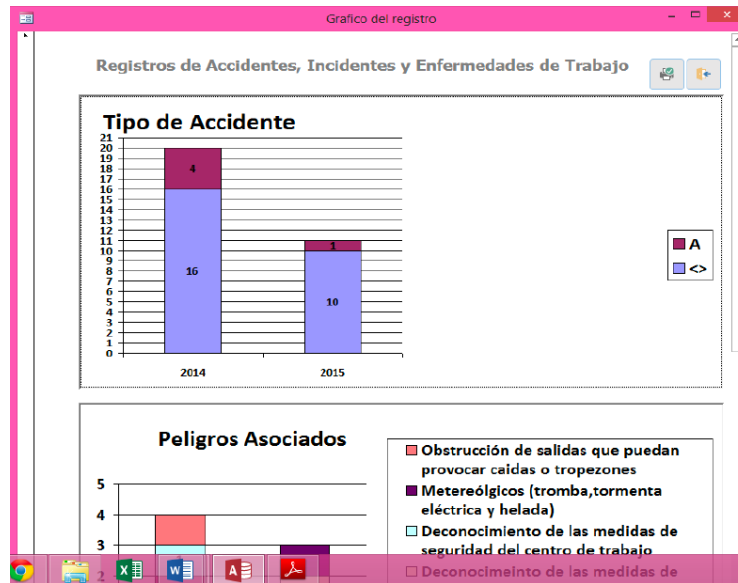 Grafico del registro
Registros de Accidentes, Incidentes y Enfermedades de Trabajo
Tipo de Accidente
21
20
19
18
17
16
15
14
13
12
11
10
9
8
7
6
5
4
3
2
1
0
4
16
1
10
2014
2015
A
<>
Peligros Asociados
5
4
3
2
Obstrucción de salidas que puedan
provocar caidas o tropezones
Metereólgicos (tromba,tormenta
eléctrica y helada)
Deconocimiento de las medidas de
seguridad del centro de trabajo
Deconocmeinto de las medidas de